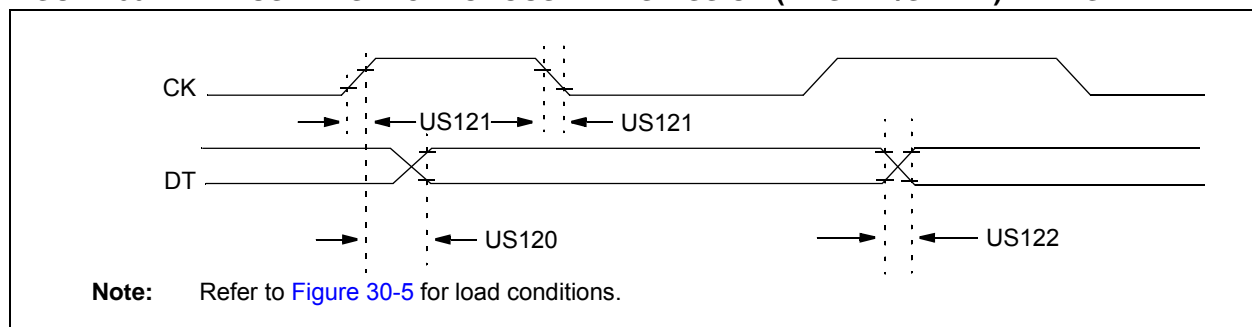 CK
US121
US121
DT
US120
US122
Note: Refer to Figure 30-5 for load conditions.